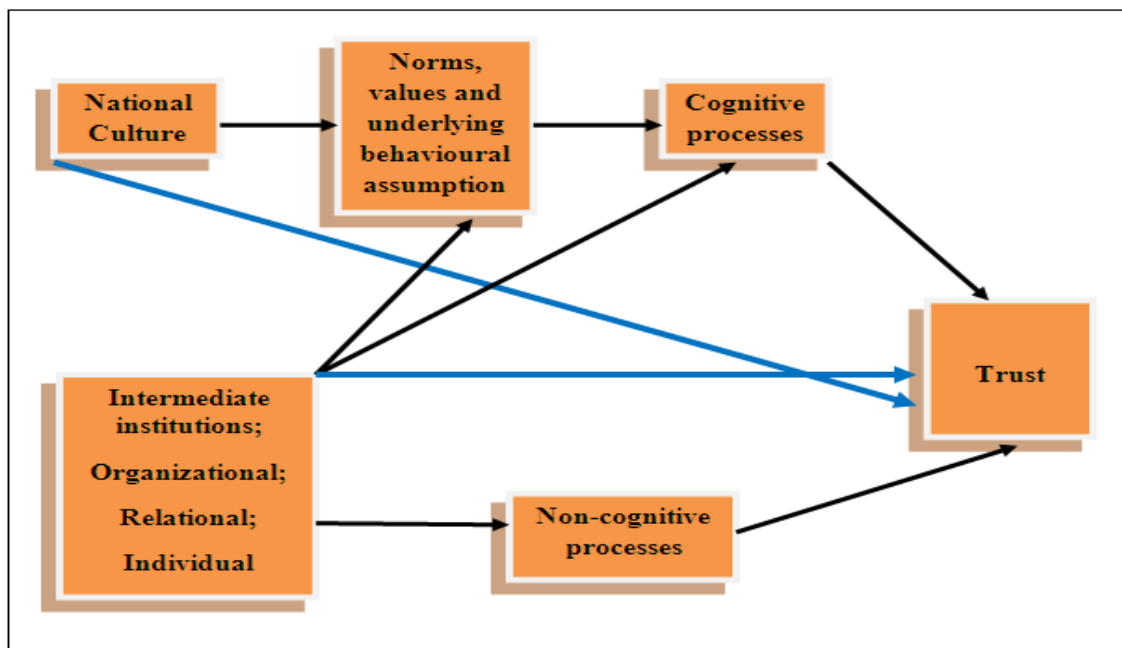 National
Culture
Norms,
values and
underlying
behavioural
assumption
Cognitive
processes
Trust
Intermediate
institutions;
Organizational;
Relational;
Individual
Non-cognitive
processes